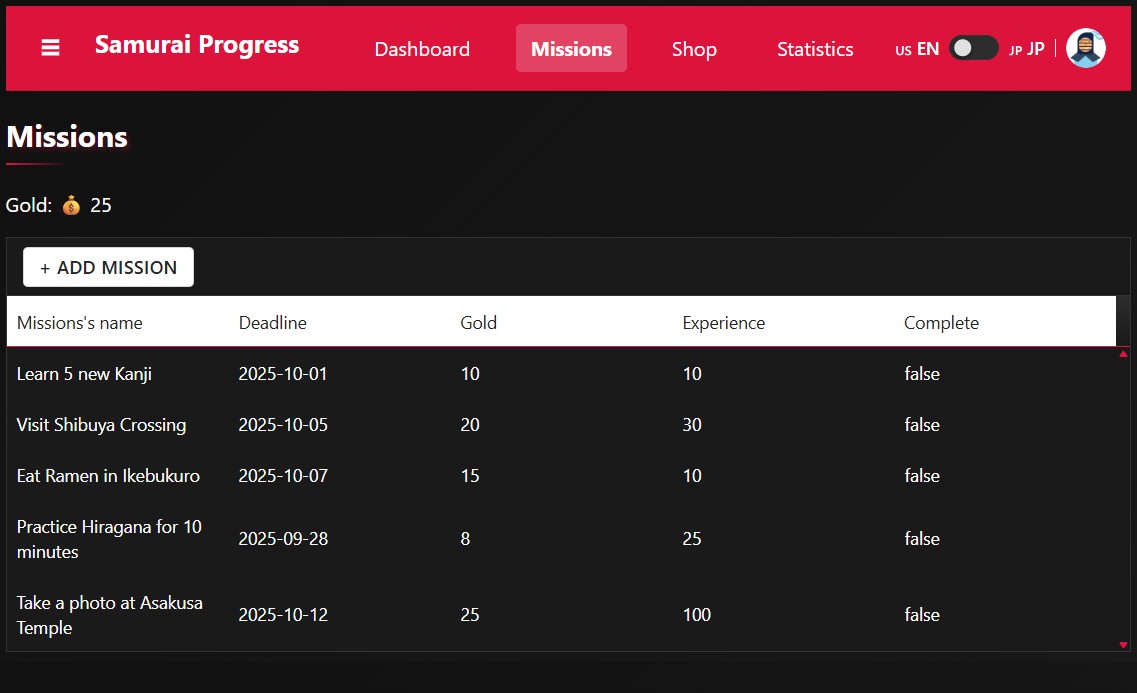 Samurai Progress
Dashboard
Missions
Shop
Statistics
US EN
JP JP
Missions
Gold: 💰 25
+ ADD MISSION
Missions's name Deadline Gold Experience Complete
Learn 5 new Kanji 2025-10-01 10 10 false
Visit Shibuya Crossing 2025-10-05 20 30 false
Eat Ramen in Ikebukuro 2025-10-07 15 10 false
Practice Hiragana for 10
minutes 2025-09-28 8 25 false
Take a photo at Asakusa
Temple 2025-10-12 25 100 false